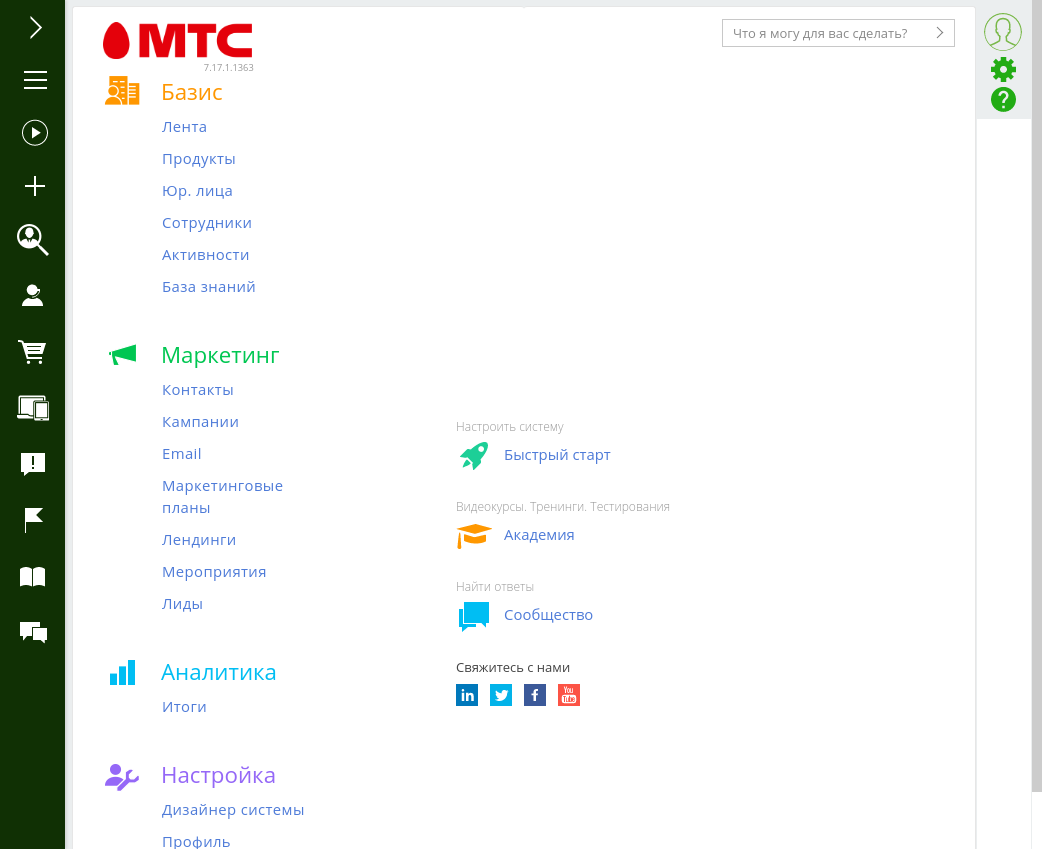 МТС
7.17.1.1363
Что я могу для вас сделать?
Базис
Лента
Продукты
Юр. лица
Сотрудники
Активности
База знаний
Маркетинг
Контакты
Кампании
Email
Маркетинговые
планы
Лендинги
Мероприятия
Лиды
Аналитика
Итоги
Настройка
Дизайнер системы
Профиль
Настроить систему
Быстрый старт
Видеокурсы. Тренинги. Тестирования
Академия
Найти ответы
Сообщество
Свяжитесь с нами
in
f
You
Tube